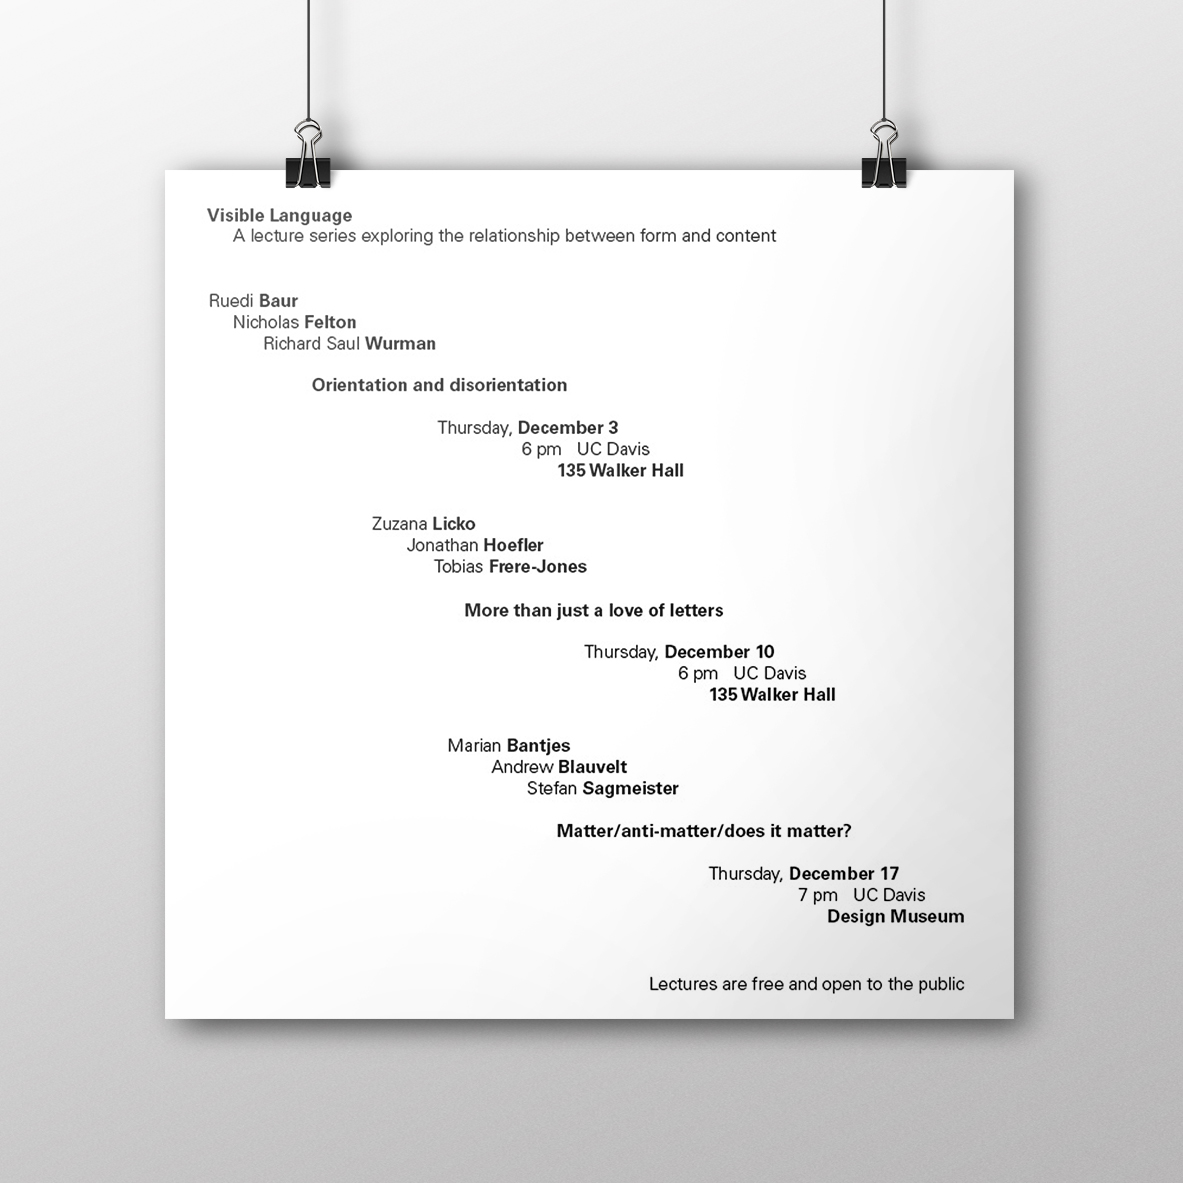 Visible Language
A lecture series exploring the relationship between form and content
Ruedi Baur
Nicholas Felton
Richard Saul Wurman
Orientation and disorientation
Thursday, December 3
6 pm UC Davis
135 Walker Hall
Zuzana Licko
Jonathan Hoefler
Tobias Frere-Jones
More than just a love of letters
Thursday, December 10
6 pm UC Davis
135 Walker Hall
Marian Bantjes
Andrew Blauvelt
Stefan Sagmeister
Matter/anti-matter/does it matter?
Thursday, December 17
7 pm UC Davis
Design Museum
Lectures are free and open to the public